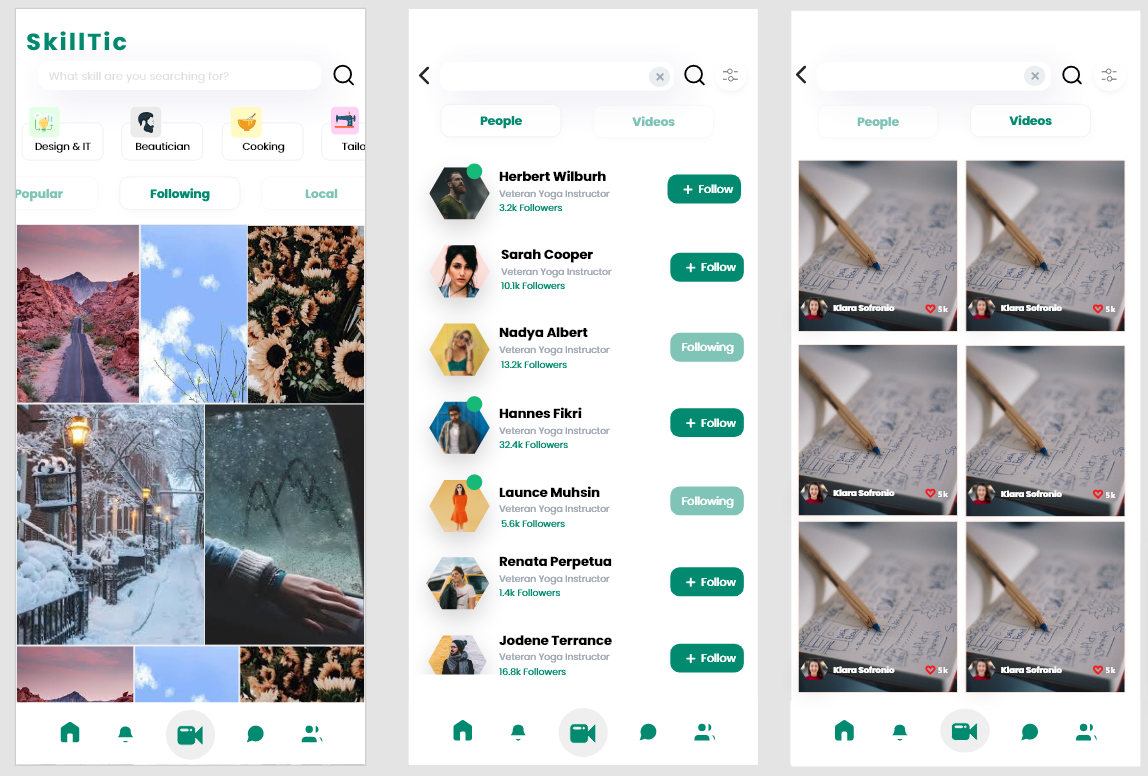 SkillTic
What skill are you searching for?
Design & IT
Beautician
Cooking
Tailo
Popular
Following
Local
People
Videos
Herbert Wilburh
Veteran Yoga Instructor
3.2k Followers
+ Follow
Sarah Cooper
Veteran Yoga Instructor
10.1k Followers
+ Follow
Nadya Albert
Veteran Yoga Instructor
13.2k Followers
Following
Hannes Fikri
Veteran Yoga Instructor
32.4k Followers
+ Follow
Launce Muhsin
Veteran Yoga Instructor
5.6k Followers
Following
Renata Perpetua
Veteran Yoga Instructor
1.4k Followers
+ Follow
Jodene Terrance
Veteran Yoga Instructor
16.8k Followers
+ Follow
People
Videos
Klara Sofronio
5k
Klara Sofronio
5k
Klara Sofronio
5k
Klara Sofronio
5k
Klara Sofronio
5k
Klara Sofronio
5k